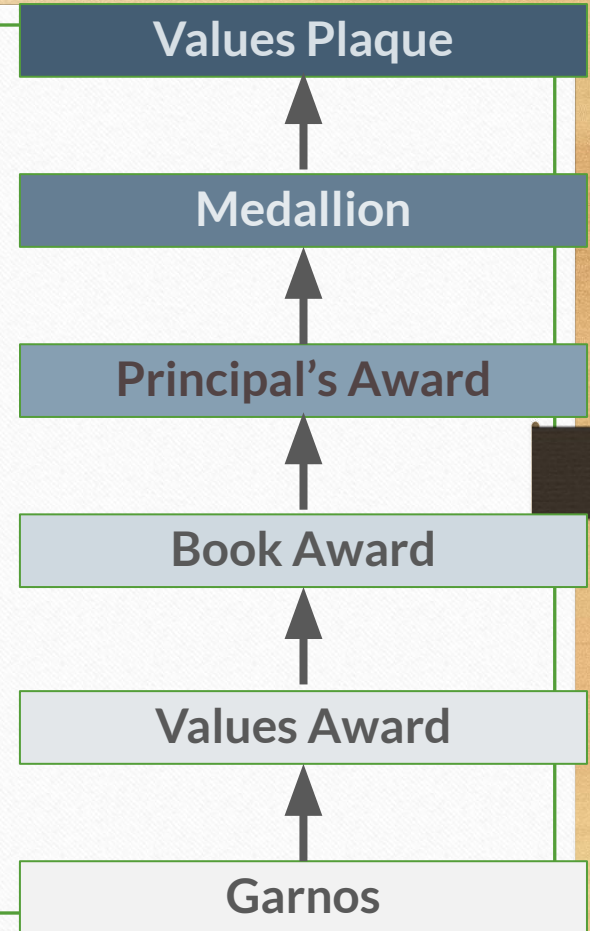 Values Plaque
Medallion
Principal’s Award
Book Award
Values Award
Garnos